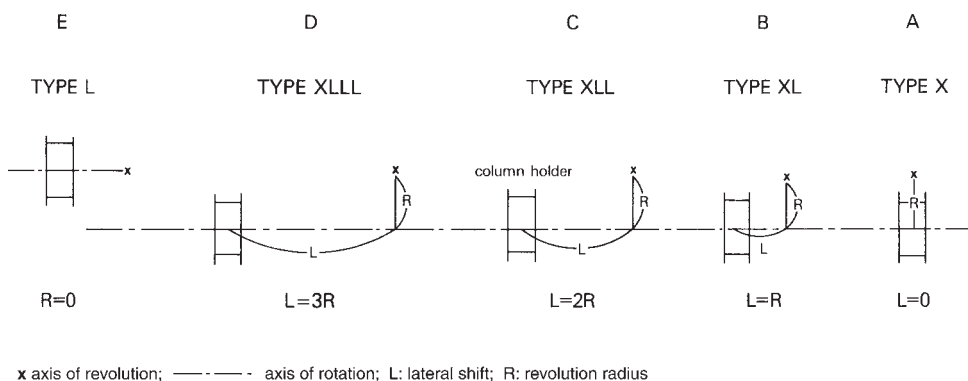 E D C B A
TYPE L TYPE XLLL TYPE XLL TYPE XL TYPE X
x x column holder x x x
R R R R
L L L
R=0 L=3R L=2R L=R L=0
x axis of revolution; axis of rotation; L: lateral shift; R: revolution radius